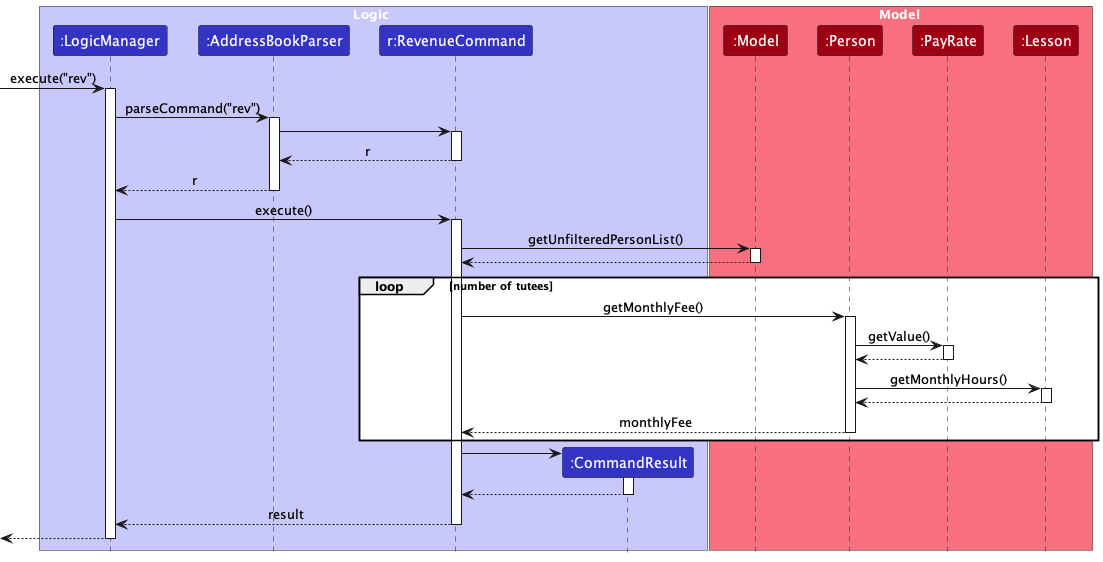 Logic
Model
:LogicManager
:AddressBookParser
r:RevenueCommand
:Model
:Person
:PayRate
:Lesson
execute("rev")
parseCommand("rev")
r
r
execute()
getUnfilteredPersonList()
loop
[number of tutees]
getMonthlyFee()
getValue()
getMonthlyHours()
monthlyFee
:CommandResult
result